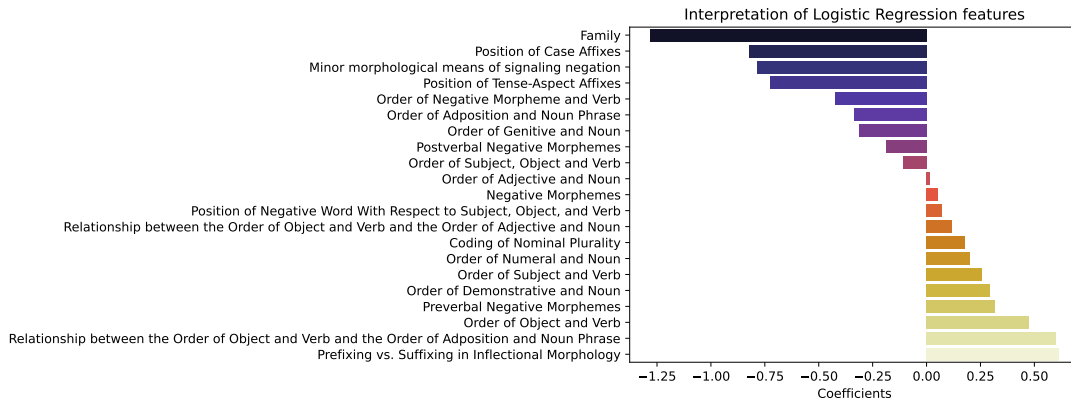 Interpretation of Logistic Regression features
Family
Position of Case Affixes
Minor morphological means of signaling negation
Position of Tense-Aspect Affixes
Order of Negative Morpheme and Verb
Order of Adposition and Noun Phrase
Order of Genitive and Noun
Postverbal Negative Morphemes
Order of Subject, Object and Verb
Order of Adjective and Noun
Negative Morphemes
Position of Negative Word With Respect to Subject, Object, and Verb
Relationship between the Order of Object and Verb and the Order of Adjective and Noun
Coding of Nominal Plurality
Order of Numeral and Noun
Order of Subject and Verb
Order of Demonstrative and Noun
Preverbal Negative Morphemes
Order of Object and Verb
Relationship between the Order of Object and Verb and the Order of Adposition and Noun Phrase
Prefixing vs. Suffixing in Inflectional Morphology
−1.25 −1.00 −0.75 −0.50 −0.25 0.00 0.25 0.50
Coefficients